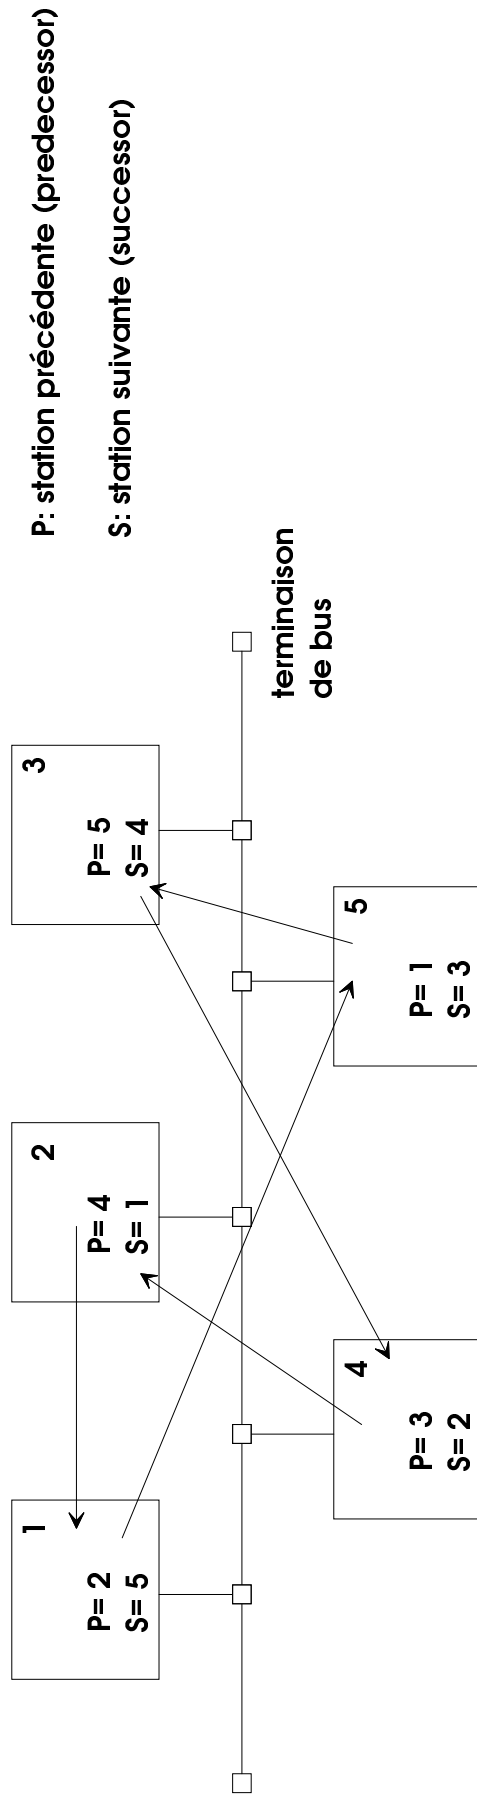 P: station précédente (predecessor)
S: station suivante (successor)
1
P= 2
S= 5
2
P= 4
S= 1
3
P= 5
S= 4
terminaison
de bus
4
P= 3
S= 2
5
P= 1
S= 3